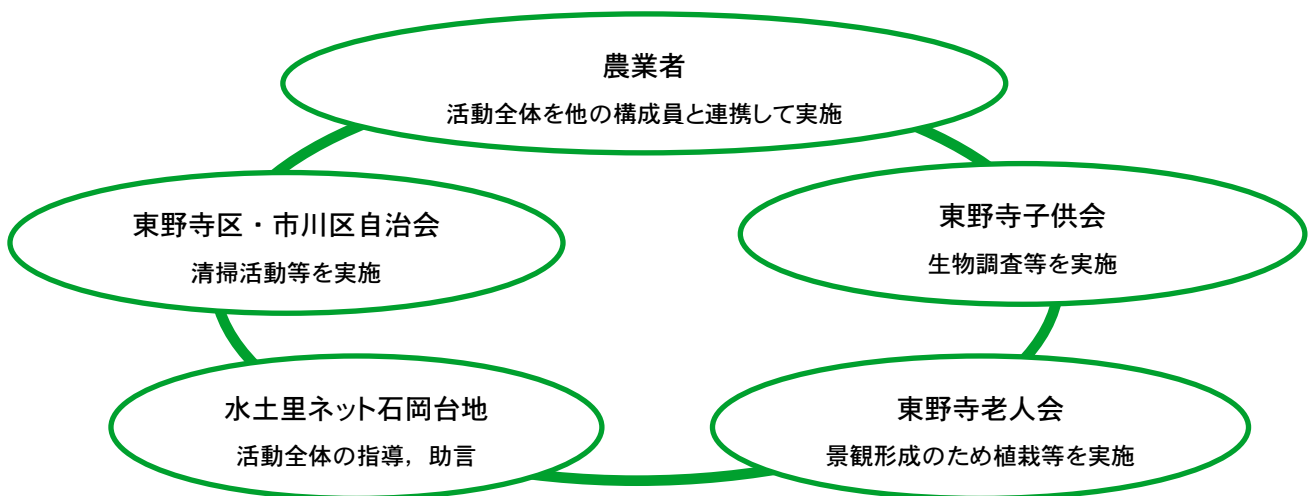 農業者
活動全体を他の構成員と連携して実施
東野寺区・市川区自治会
清掃活動等を実施
東野寺子供会
生物調査等を実施
水土里ネット石岡台地
活動全体の指導，助言
東野寺老人会
景観形成のため植栽等を実施